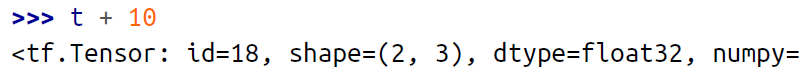 >>> t + 10
<tf.Tensor: id=18, shape=(2, 3), dtype=float32, numpy=